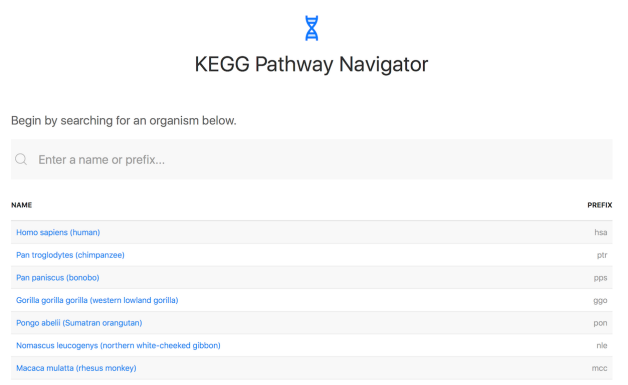 KEGG Pathway Navigator
Begin by searching for an organism below.
Enter a name or prefix...
NAME PREFIX
Homo sapiens (human) hsa
Pan troglodytes (chimpanzee) ptr
Pan paniscus (bonobo) pps
Gorilla gorilla gorilla (western lowland gorilla) ggo
Pongo abelii (Sumatran orangutan) pon
Nomascus leucogenys (northern white-cheeked gibbon) nle
Macaca mulatta (rhesus monkey) mcc